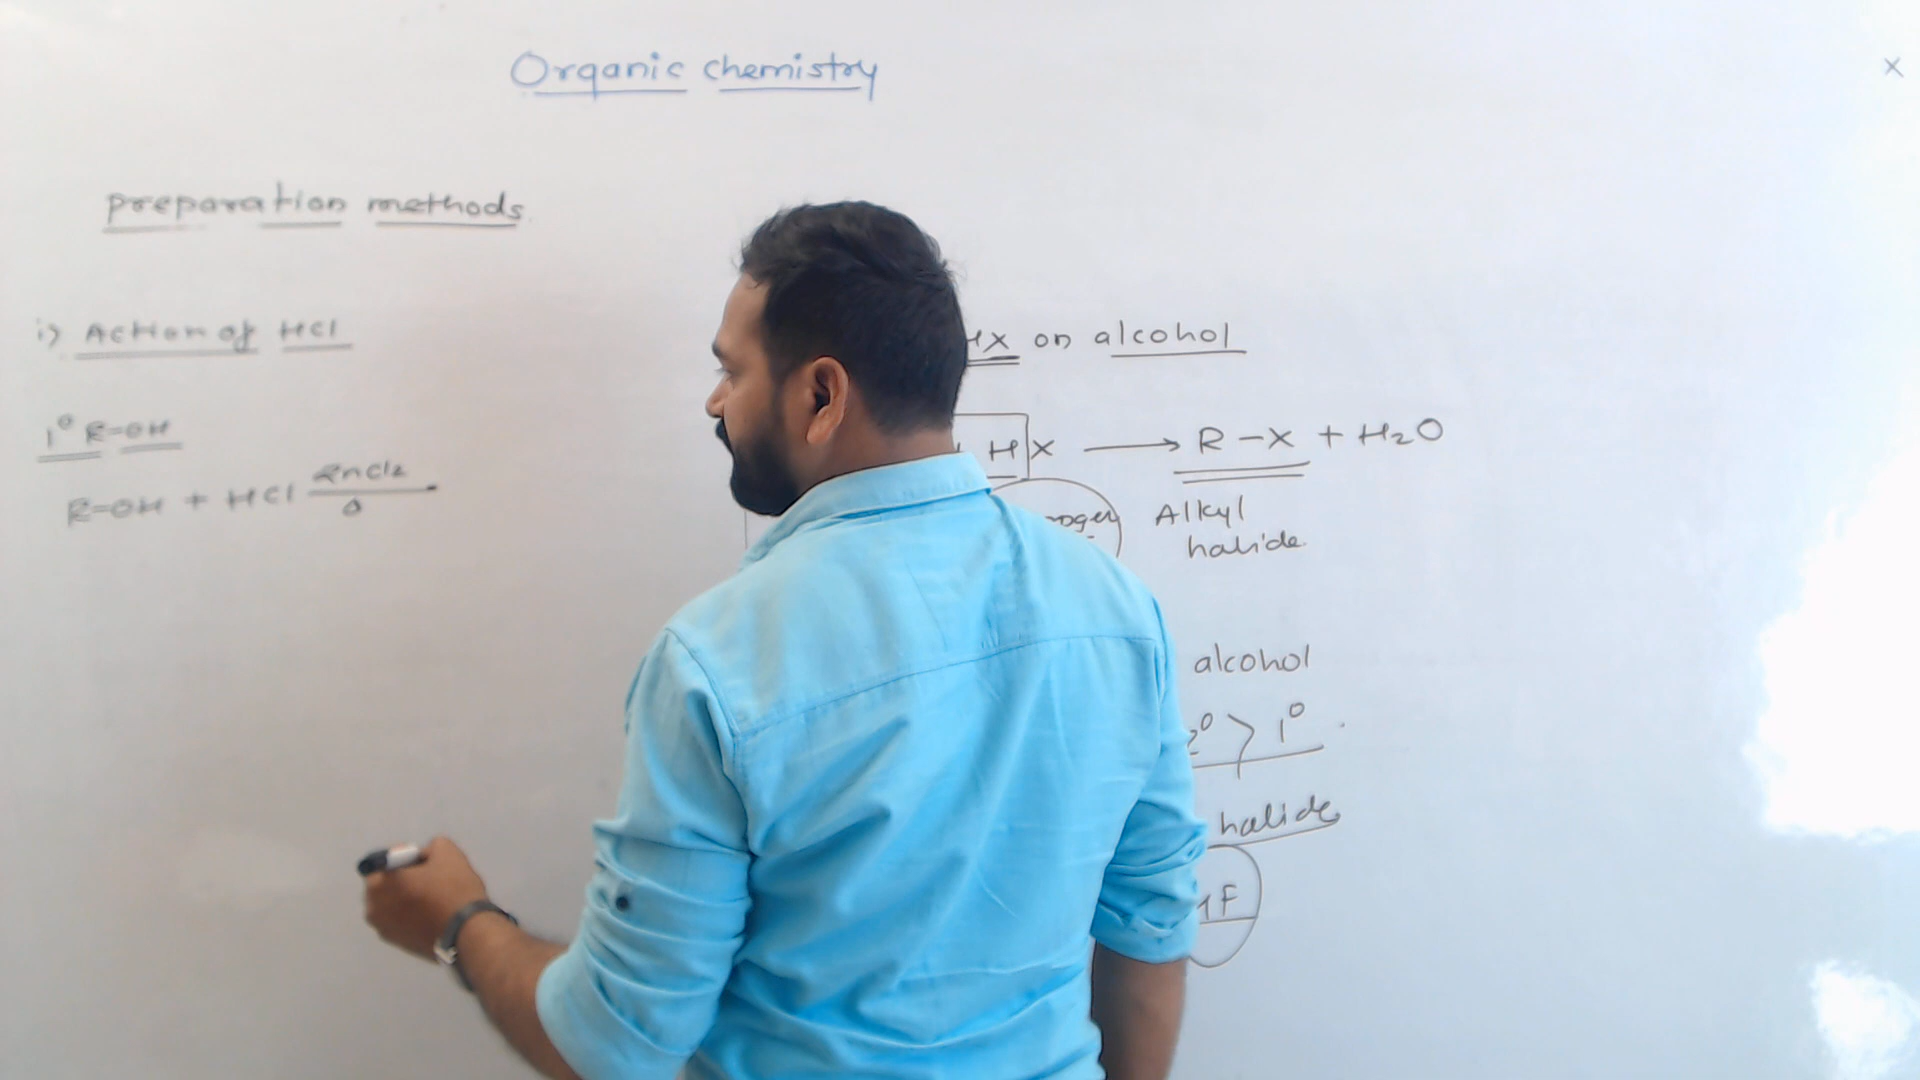 Organic chemistry
preparation methods
i) Action of HCl
1° R-OH
R-OH + HCl ZnCl2
Δ
HX on alcohol
HX → R-X + H2O
Alkyl
halide
alcohol
2° > 1°
halide
HF